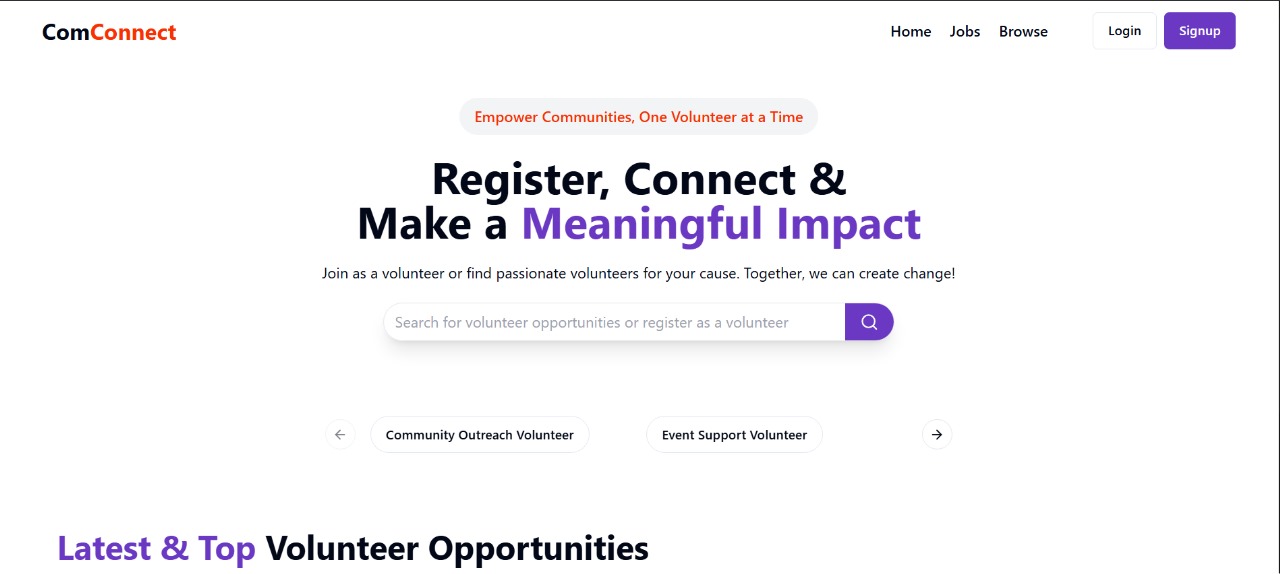 ComConnect
Home Jobs Browse Login Signup
Empower Communities, One Volunteer at a Time
Register, Connect &
Make a Meaningful Impact
Join as a volunteer or find passionate volunteers for your cause. Together, we can create change!
Search for volunteer opportunities or register as a volunteer
Community Outreach Volunteer Event Support Volunteer
Latest & Top Volunteer Opportunities